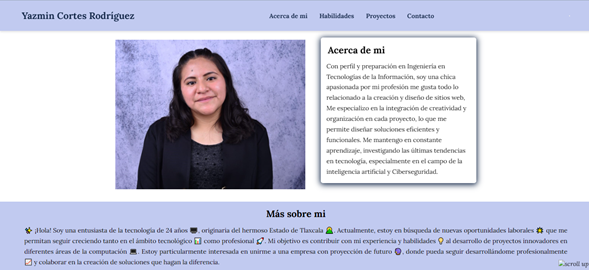 Yazmin Cortes Rodriguez
Acerca de mi Habilidades Proyectos Contacto
Acerca de mi
Con perfil y preparación en Ingeniería en
Tecnologías de la Información, soy una chica
apasionada por mi profesión me gusta todo lo
relacionado a la creación y diseño de sitios web,
Me especializo en la integración de creatividad y
organización en cada proyecto, lo que me
permite diseñar soluciones eficientes y
funcionales. Me mantengo en constante
aprendizaje, investigando las últimas tendencias
en tecnología, especialmente en el campo de la
inteligencia artificial y Ciberseguridad.
Más sobre mi
¡Hola! Soy una entusiasta de la tecnología de 24 años, originaria del hermoso Estado de Tlaxcala. Actualmente, estoy en búsqueda de nuevas oportunidades laborales que me
permitan seguir creciendo tanto en el ámbito tecnológico como profesional. Mi objetivo es contribuir con mi experiencia y habilidades al desarrollo de proyectos innovadores en
diferentes áreas de la computación. Estoy particularmente interesada en unirme a una empresa con proyección de futuro, donde pueda seguir desarrollándome profesionalmente
y colaborar en la creación de soluciones que hagan la diferencia.
scroll up